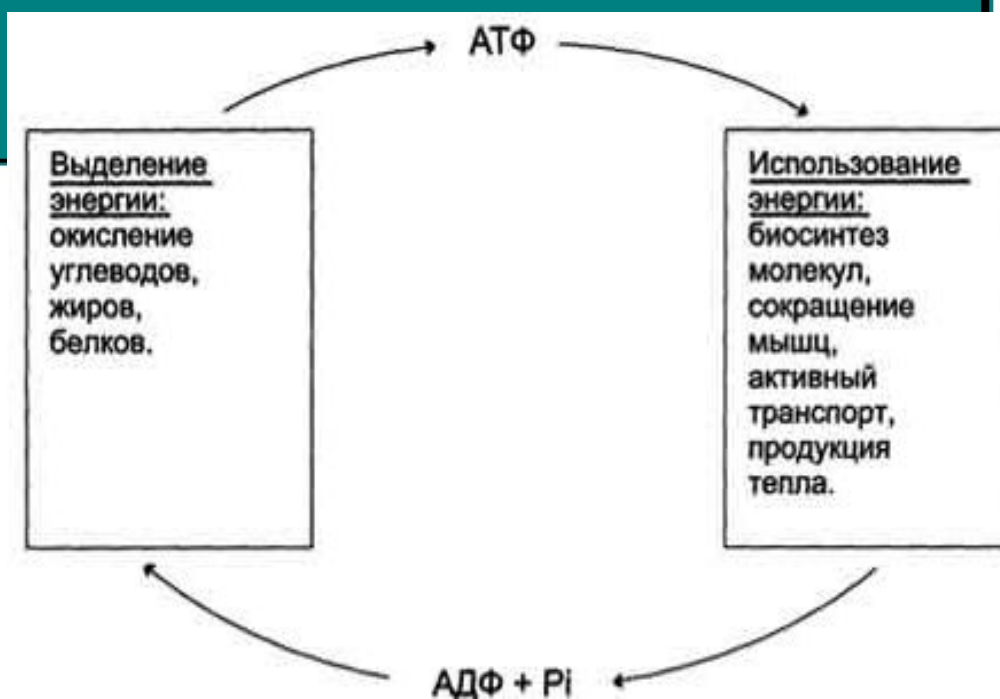 АТФ
Выделение
энергии:
окисление
углеводов,
жиров,
белков.
Использование
энергии:
биосинтез
молекул,
сокращение
мышц,
активный
транспорт,
продукция
тепла.
АДФ + Pi